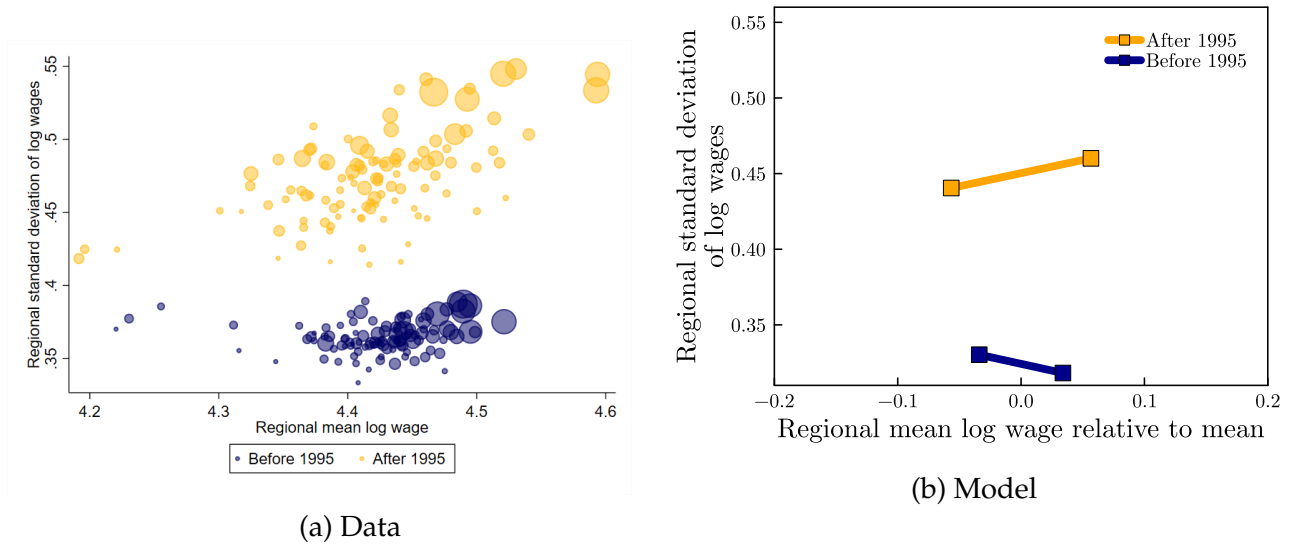 Regional standard deviation of log wages
.55
.5
.45
.4
.35
4.2
4.3
4.4
4.5
4.6
Regional mean log wage
Before 1995
After 1995
(a) Data
Regional standard deviation
of log wages
0.55
0.50
0.45
0.40
0.35
After 1995
Before 1995
−0.2
−0.1
0.0
0.1
0.2
Regional mean log wage relative to mean
(b) Model